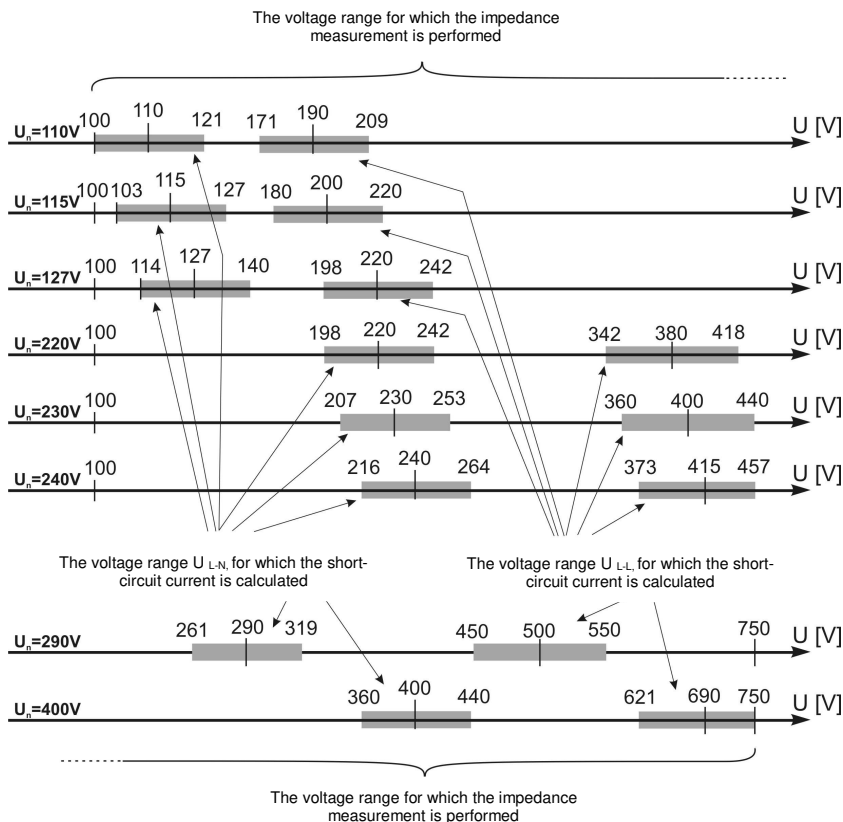 The voltage range for which the impedance
measurement is performed
100 110 121 171 190 209 U [V]
Uₙ=110V
100 103 115 127 180 200 220 U [V]
Uₙ=115V
100 114 127 140 198 220 242 U [V]
Uₙ=127V
100 198 220 242 342 380 418 U [V]
Uₙ=220V
100 207 230 253 360 400 440 U [V]
Uₙ=230V
100 216 240 264 373 415 457 U [V]
Uₙ=240V
The voltage range U L-N, for which the short-
circuit current is calculated
The voltage range U L-L, for which the short-
circuit current is calculated
261 290 319 450 500 550 750 U [V]
Uₙ=290V
360 400 440 621 690 750 U [V]
Uₙ=400V
The voltage range for which the impedance
measurement is performed